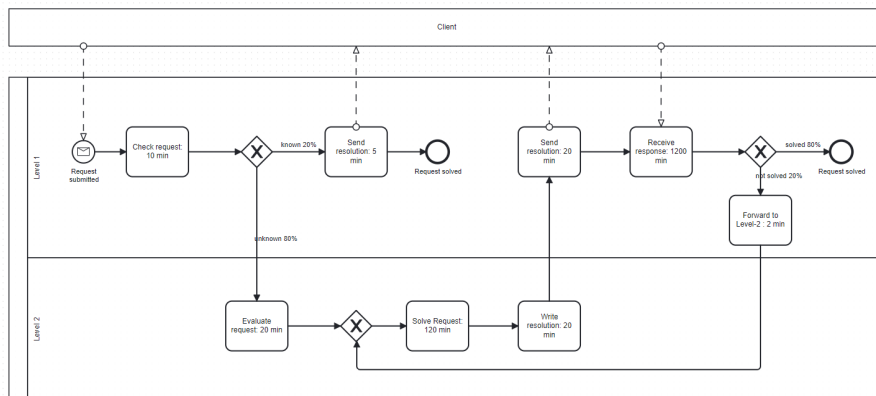 Client
Level 1
Request
submitted
Check request:
10 min
known 20%
unknown 80%
Send
resolution: 5
min
Request solved
Send
resolution: 20
min
Receive
response: 1200
min
solved 80%
not solved 20%
Request solved
Forward to
Level-2 : 2 min
Level 2
Evaluate
request: 20 min
Solve Request:
120 min
Write
resolution: 20
min